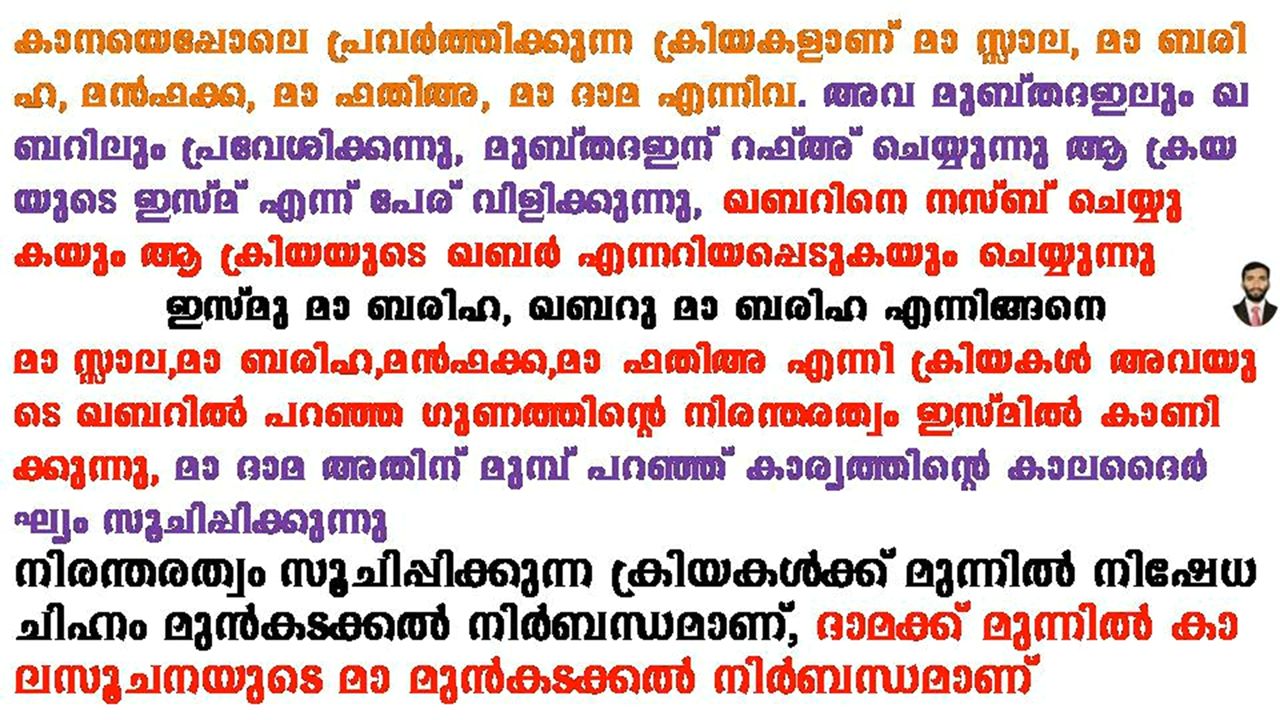 കാനയെപ്പോലെ പ്രവർത്തിക്കുന്ന ക്രിയകളാണ് മാ സ്സാല, മാ ബരി
ഹ, മൻഫക്ക, മാ ഫതിഅ, മാ ദാമ എന്നിവ. അവ മുബ്തദഇലും ഖ
ബറിലും പ്രവേശിക്കന്നു, മുബ്തദഇന് റഫ്അ് ചെയ്യുന്നു ആ ക്രയ
യുടെ ഇസ്മ് എന്ന് പേര് വിളിക്കുന്നു, ഖബറിനെ നസ്ബ് ചെയ്യു
കയും ആ ക്രിയയുടെ ഖബർ എന്നറിയപ്പെടുകയും ചെയ്യുന്നു
ഇസ്മു മാ ബരിഹ, ഖബറു മാ ബരിഹ എന്നിങ്ങനെ
മാ സ്സാല,മാ ബരിഹ,മൻഫക്ക,മാ ഫതിഅ എന്നീ ക്രിയകൾ അവയു
ടെ ഖബറിൽ പറഞ്ഞ ഗുണത്തിന്റെ നിരന്തരത്വം ഇസ്മിൽ കാണി
ക്കുന്നു, മാ ദാമ അതിന് മുമ്പ് പറഞ്ഞ് കാര്യത്തിന്റെ കാലദൈർ
ഘ്യം സൂചിപ്പിക്കുന്നു
നിരന്തരത്വം സൂചിപ്പിക്കുന്ന ക്രിയകൾക്ക് മുന്നിൽ നിഷേധ
ചിഹ്നം മുൻകടക്കൽ നിർബന്ധമാണ്, ദാമക്ക് മുന്നിൽ കാ
ലസൂചനയുടെ മാ മുൻകടക്കൽ നിർബന്ധമാണ്